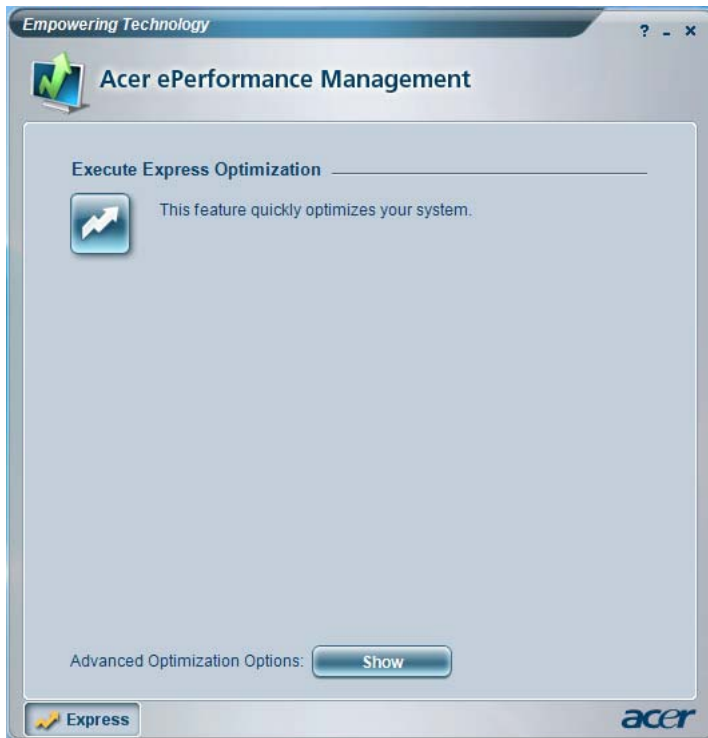 Empowering Technology
? - ×
Acer ePerformance Management
Execute Express Optimization
This feature quickly optimizes your system.
Advanced Optimization Options: Show
Express
acer